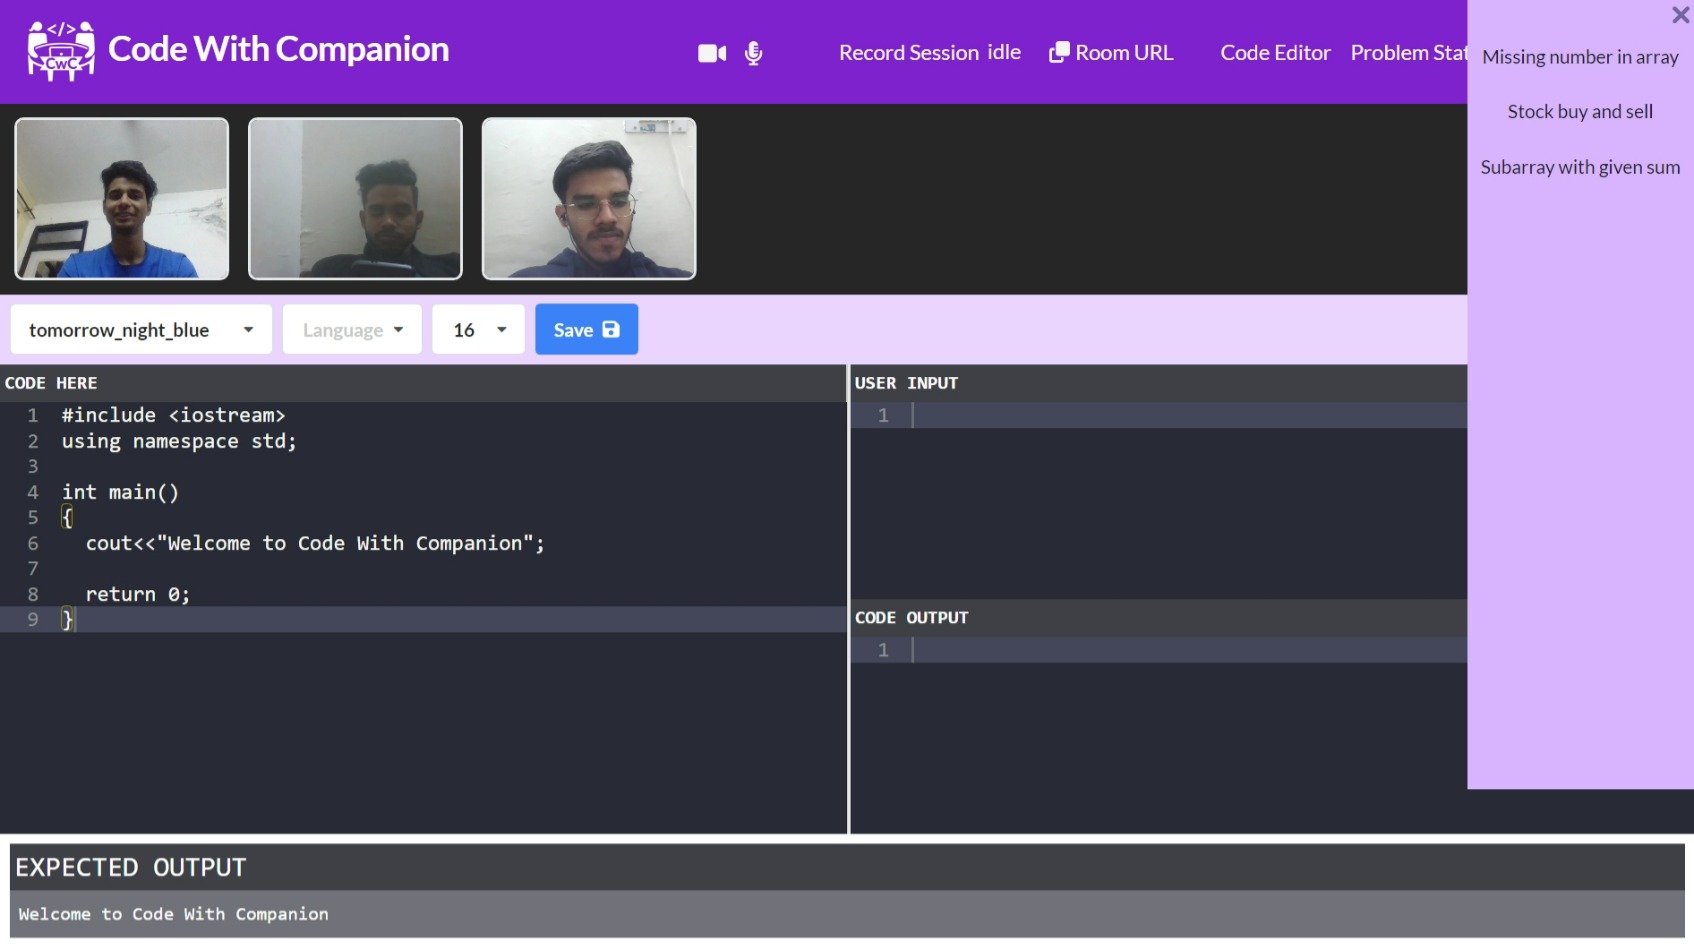 CwC
Code With Companion
Record Session idle
Room URL
Code Editor
Problem Stat
Missing number in array
Stock buy and sell
Subarray with given sum
tomorrow_night_blue
Language
16
Save
CODE HERE
1 #include <iostream>
2 using namespace std;
3
4 int main()
5 {
6 cout<<"Welcome to Code With Companion";
7
8 return 0;
9 }
USER INPUT
1
CODE OUTPUT
1
EXPECTED OUTPUT
Welcome to Code With Companion